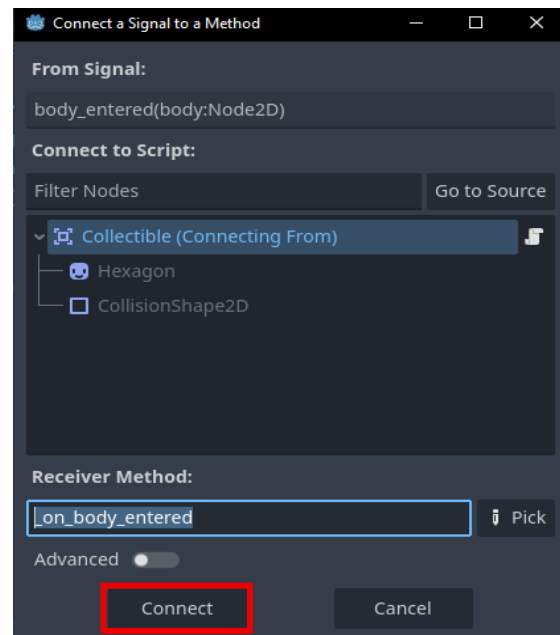 Connect a Signal to a Method
From Signal:
body_entered(body:Node2D)
Connect to Script:
Filter Nodes
Go to Source
Collectible (Connecting From)
Hexagon
CollisionShape2D
Receiver Method:
_on_body_entered
Pick
Advanced
Connect
Cancel